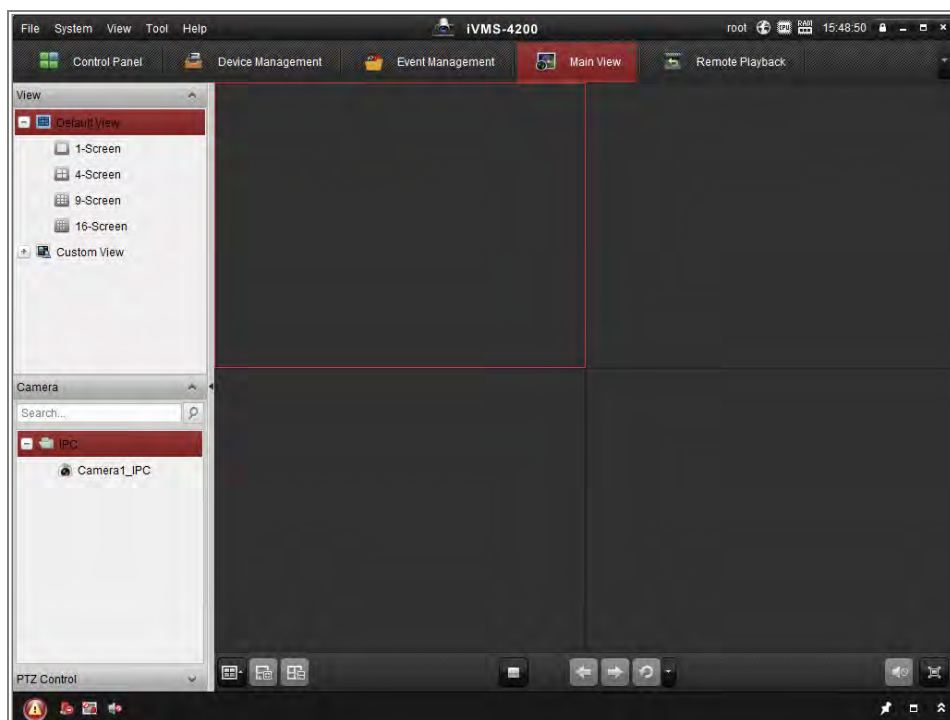 File System View Tool Help iVMS-4200 root CPU RAM 15:48:50
Control Panel Device Management Event Management Main View Remote Playback
View
Default View
1-Screen
4-Screen
9-Screen
16-Screen
Custom View
Camera
Search...
IPC
Camera1_IPC
PTZ Control